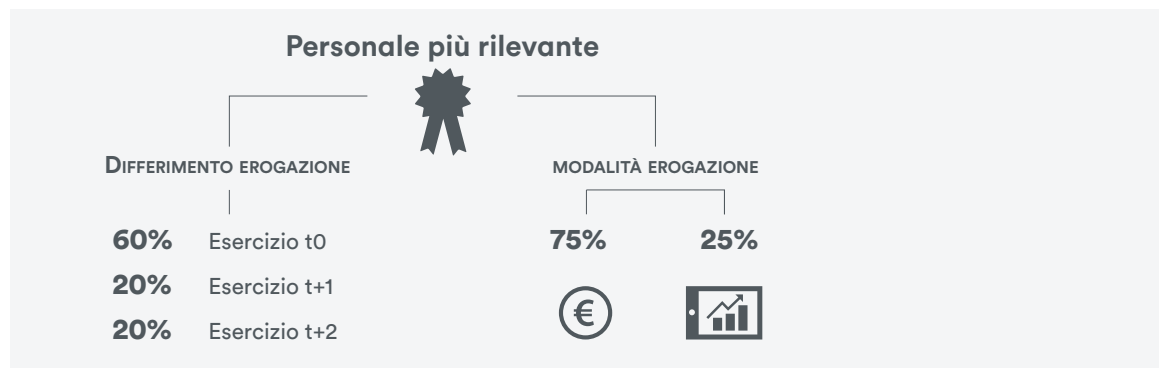 Personale più rilevante
Differimento erogazione
modalità erogazione
60% Esercizio t0
20% Esercizio t+1
20% Esercizio t+2
75% 25%
€